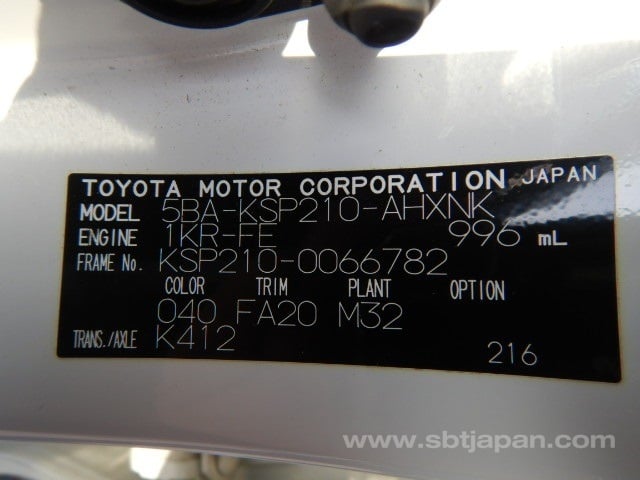 TOYOTA MOTOR CORPORATION JAPAN
MODEL 5BA-KSP210-AHXNK
ENGINE 1KR-FE 996 mL
FRAME No. KSP210-0066782
COLOR TRIM PLANT OPTION
040 FA20 M32
TRANS./AXLE K412
216
www.sbtjapan.com